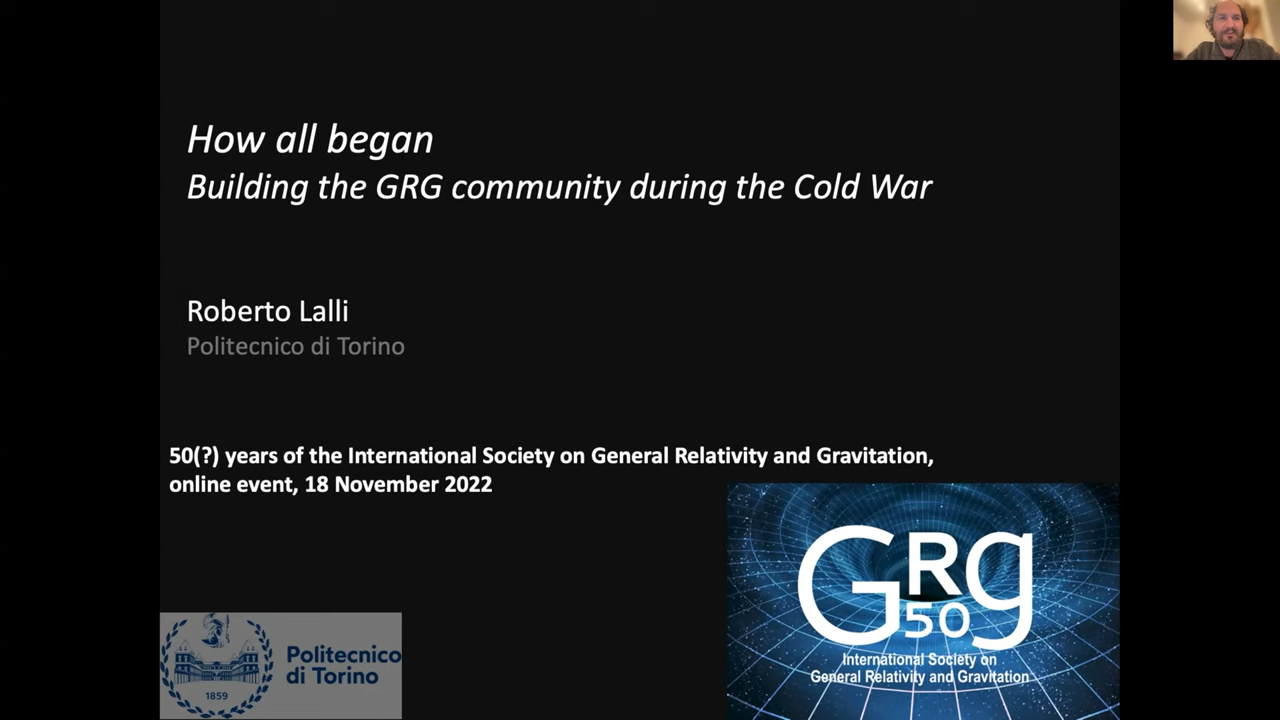 How all began
Building the GRG community during the Cold War
Roberto Lalli
Politecnico di Torino
50(?) years of the International Society on General Relativity and Gravitation,
online event, 18 November 2022
GRg
50
International Society on
General Relativity and Gravitation
Politecnico
di Torino
1859